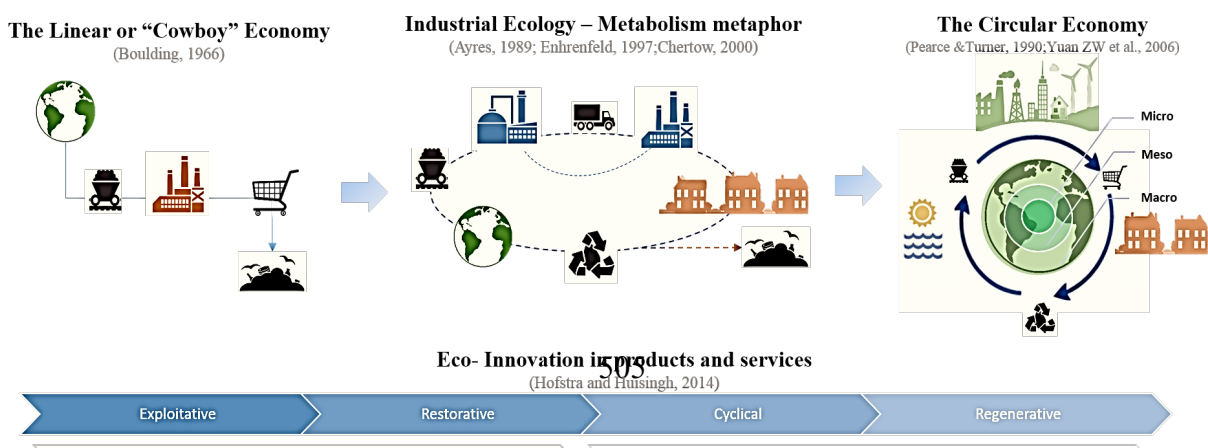 The Linear or “Cowboy” Economy
(Boulding, 1966)
Industrial Ecology – Metabolism metaphor
(Ayres, 1989; Enhrenfeld, 1997;Chertow, 2000)
The Circular Economy
(Pearce &Turner, 1990;Yuan ZW et al., 2006)
Micro
Meso
Macro
Eco- Innovation in products and services
505
(Hofstra and Huisingh, 2014)
Exploitative
Restorative
Cyclical
Regenerative